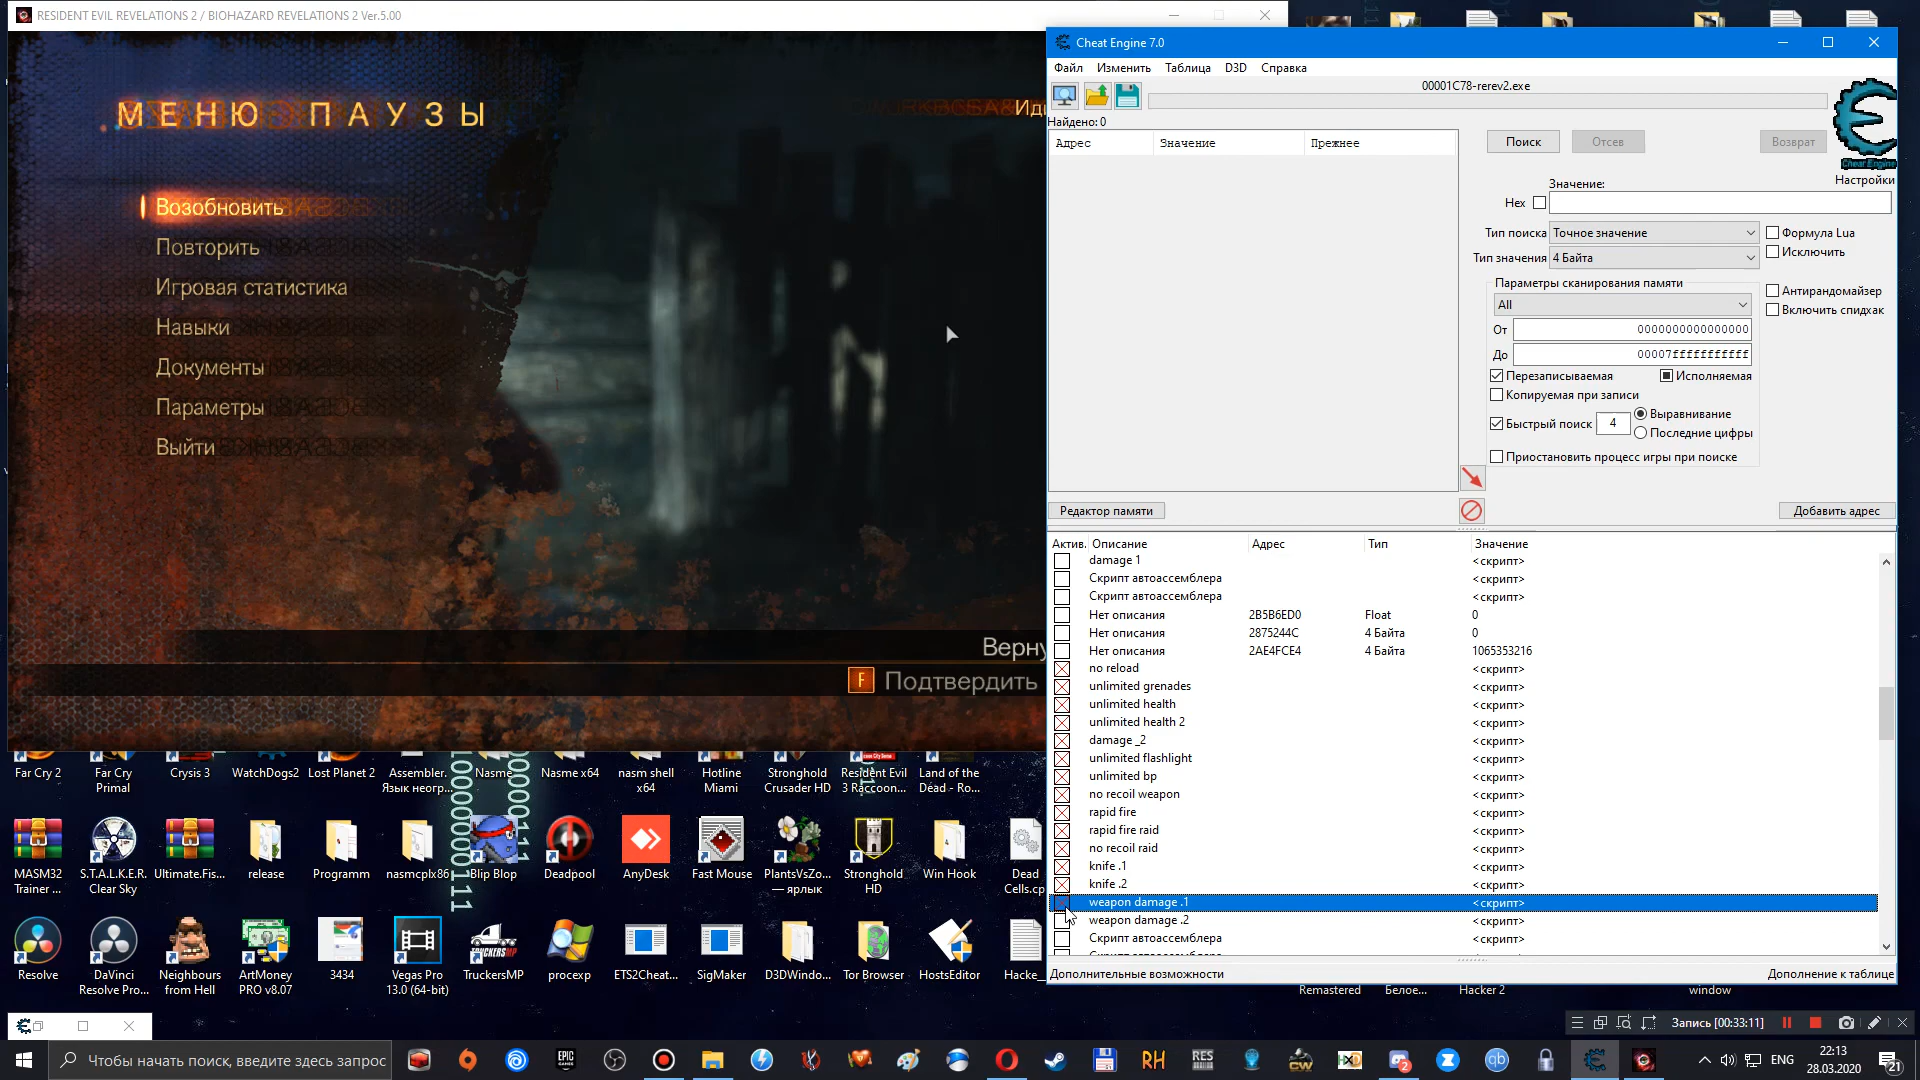 RESIDENT EVIL REVELATIONS 2 / BIOHAZARD REVELATIONS 2 Ver.5.00
МЕНЮ ПАУЗЫ
Возобновить
Повторить
Игровая статистика
Навыки
Документы
Параметры
Выйти
Верну
F Подтвердить
Cheat Engine 7.0
Файл Изменить Таблица D3D Справка
00001C78-rerev2.exe
Найдено: 0
Адрес Значение Прежнее
Поиск Отсев Возврат
Cheat Engine
Настройки
Значение:
Hex
Тип поиска Точное значение Формула Lua
Тип значения 4 Байта Исключить
Параметры сканирования памяти
All
Антирандомайзер
Включить спидхак
От 0000000000000000
До 00007fffffffffff
Перезаписываемая Исполняемая
Копируемая при записи
Быстрый поиск 4 Выравнивание
Последние цифры
Приостановить процесс игры при поиске
Редактор памяти Добавить адрес
Актив. Описание Адрес Тип Значение
damage 1 <скрипт>
Скрипт автоассемблера <скрипт>
Скрипт автоассемблера <скрипт>
Нет описания 2B5B6ED0 Float 0
Нет описания 2875244C 4 Байта 0
Нет описания 2AE4FCE4 4 Байта 1065353216
no reload <скрипт>
unlimited grenades <скрипт>
unlimited health <скрипт>
unlimited health 2 <скрипт>
damage _2 <скрипт>
unlimited flashlight <скрипт>
unlimited bp <скрипт>
no recoil weapon <скрипт>
rapid fire <скрипт>
rapid fire raid <скрипт>
no recoil raid <скрипт>
knife .1 <скрипт>
knife .2 <скрипт>
weapon damage .1 <скрипт>
weapon damage .2 <скрипт>
Скрипт автоассемблера <скрипт>
Дополнительные возможности Дополнение к таблице
Far Cry 2
Far Cry Primal
Crysis 3
WatchDogs2
Lost Planet 2
Assembler. Язык неогр...
Nasme
Nasme x64
nasm shell x64
Hotline Miami
Stronghold Crusader HD
Resident Evil 3 Raccoon...
Land of the Dead - Ro...
MASM32 Trainer ...
S.T.A.L.K.E.R. Clear Sky
Ultimate.Fis...
release
Programm
nasmcplx86
Blip Blop
Deadpool
AnyDesk
Fast Mouse
PlantsVsZo... — ярлык
Stronghold HD
Win Hook
Dead Cells.cp
Resolve
DaVinci Resolve Pro...
Neighbours from Hell
ArtMoney PRO v8.07
3434
Vegas Pro 13.0 (64-bit)
TruckersMP
procexp
ETS2Cheat...
SigMaker
D3DWindo...
Tor Browser
HostsEditor
Hacke_
Remastered Белое... Hacker 2 window
Запись [00:33:11]
Чтобы начать поиск, введите здесь запрос
EPIC GAMES
RH
RES
CW
2
qb
ENG
22:13
28.03.2020
21